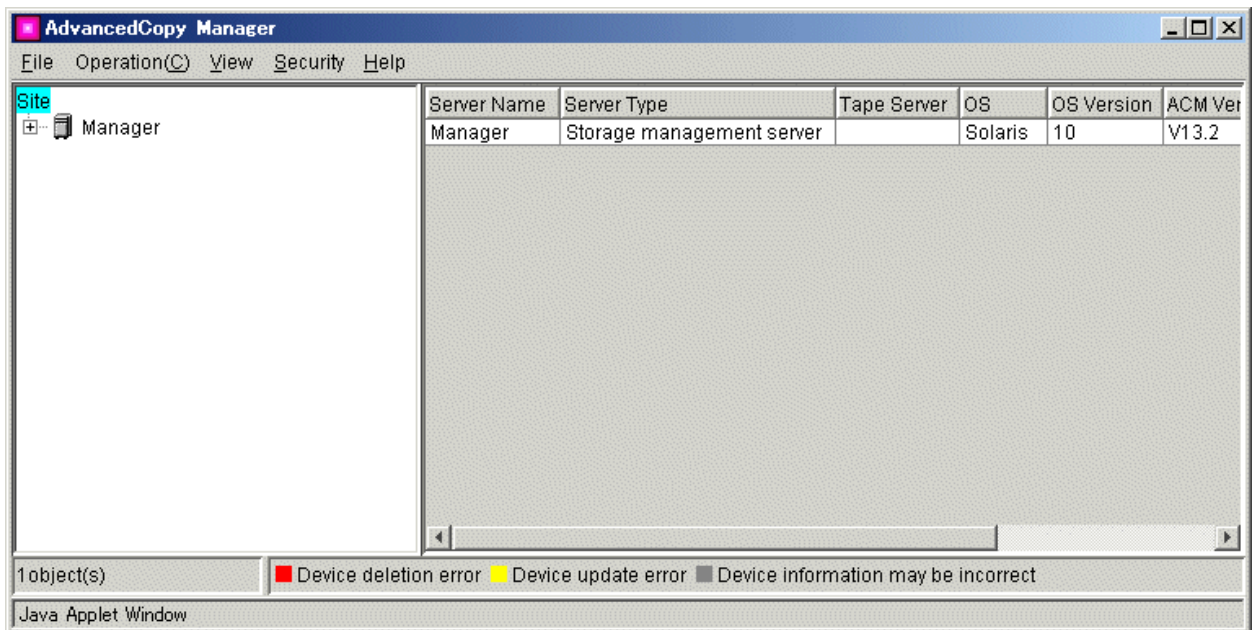 AdvancedCopy Manager
File Operation(C) View Security Help
Site
Manager
Server Name Server Type Tape Server OS OS Version ACM Ver
Manager Storage management server Solaris 10 V13.2
1object(s) Device deletion error Device update error Device information may be incorrect
Java Applet Window